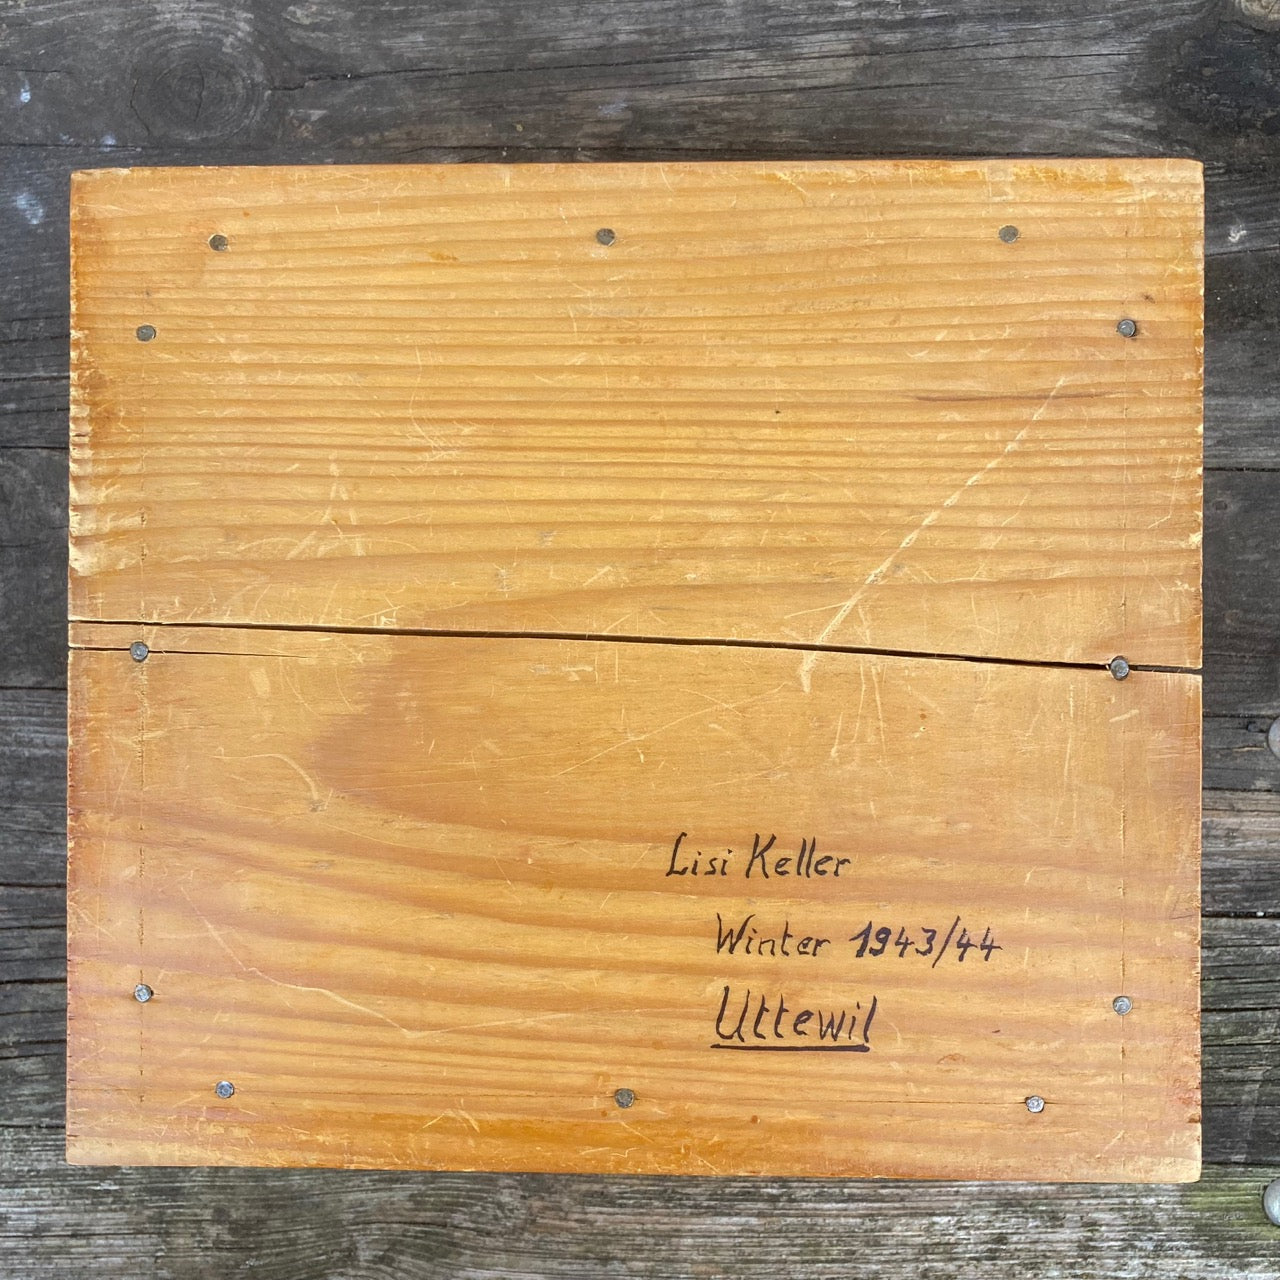 Lisi Keller
Winter 1943/44
Uttewil